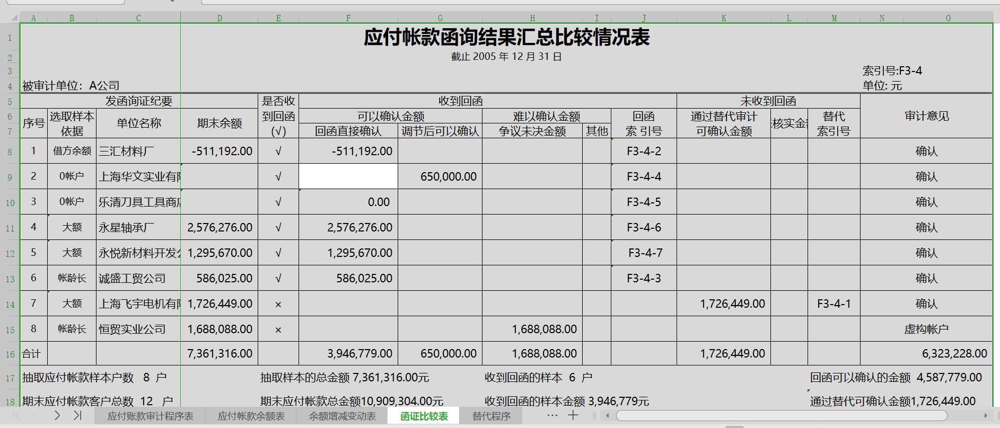 A B C D E F G H I J K L M N O
1 应付帐款函询结果汇总比较情况表
2 截止 2005 年 12 月 31 日
3 索引号:F3-4
4 被审计单位：A公司 单位: 元
5 发函询证纪要 是否收 收到回函 未收到回函
6 序号 选取样本 单位名称 期末余额 到回函 可以确认金额 难以确认金额 回函 通过替代审计 核实金 替代 审计意见
7 依据 (√) 回函直接确认 调节后可以确认 争议未决金额 其他 索 引号 可确认金额 索引号
8 1 借方余额 三汇材料厂 -511,192.00 √ -511,192.00 F3-4-2 确认
9 2 0帐户 上海华文实业有 √ 650,000.00 F3-4-4 确认
10 3 0帐户 乐清刀具工具商 √ 0.00 F3-4-5 确认
11 4 大额 永星轴承厂 2,576,276.00 √ 2,576,276.00 F3-4-6 确认
12 5 大额 永悦新材料开发 1,295,670.00 √ 1,295,670.00 F3-4-7 确认
13 6 帐龄长 诚盛工贸公司 586,025.00 √ 586,025.00 F3-4-3 确认
14 7 大额 上海飞宇电机有 1,726,449.00 × 1,726,449.00 F3-4-1 确认
15 8 帐龄长 恒贸实业公司 1,688,088.00 × 1,688,088.00 虚构帐户
16 合计 7,361,316.00 3,946,779.00 650,000.00 1,688,088.00 1,726,449.00 6,323,228.00
17 抽取应付帐款样本户数 8 户 抽取样本的总金额 7,361,316.00元 收到回函的样本 6 户 回函可以确认的金额 4,587,779.00
18 期末应付帐款客户总数 12 户 期末应付帐款总金额10,909,304.00元 收到回函的样本金额 3,946,779元 通过替代可确认金额1,726,449.00
应付账款审计程序表 应付帐款余额表 余额增减变动表 函证比较表 替代程序 ··· +